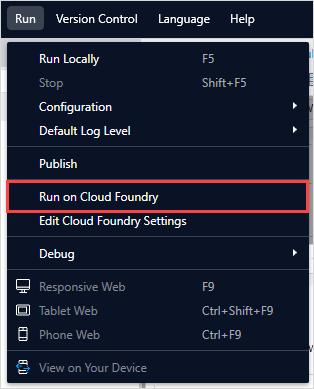 Run Version Control Language Help
Run Locally F5
Stop Shift+F5
Configuration
Default Log Level
Publish
Run on Cloud Foundry
Edit Cloud Foundry Settings
Debug
Responsive Web F9
Tablet Web Ctrl+Shift+F9
Phone Web Ctrl+F9
View on Your Device